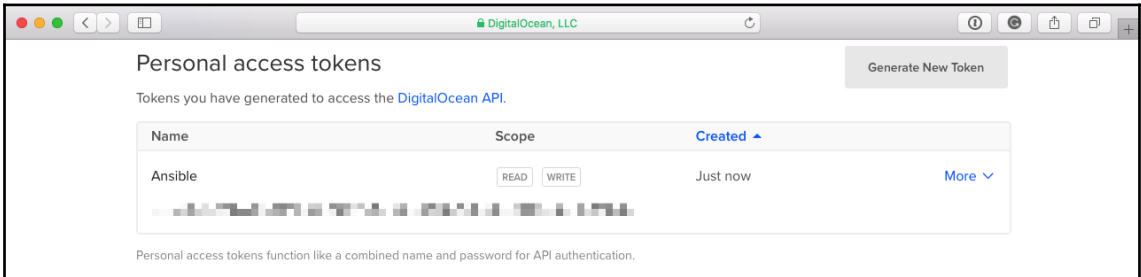 DigitalOcean, LLC
Personal access tokens
Generate New Token
Tokens you have generated to access the DigitalOcean API.
Name Scope Created
Ansible READ WRITE Just now More
Personal access tokens function like a combined name and password for API authentication.